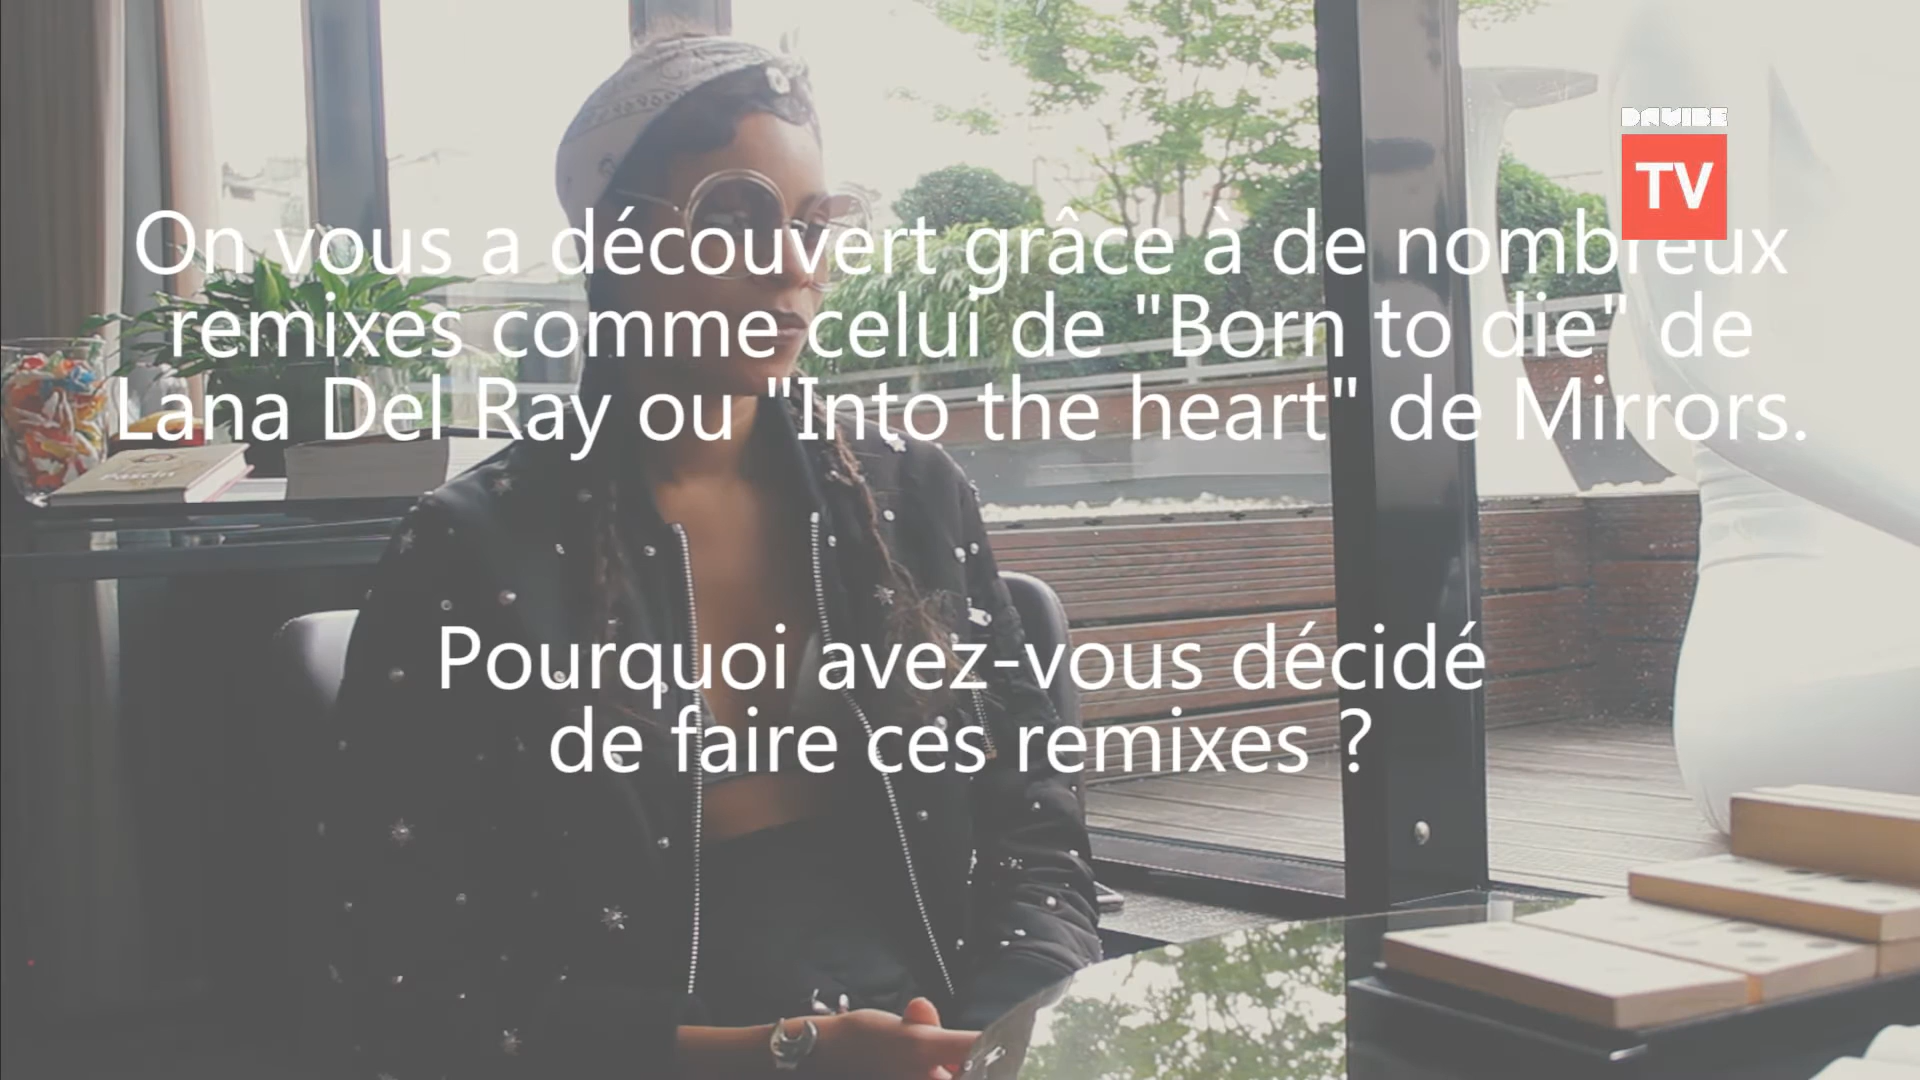 DAVIBE
TV
On vous a découvert grâce à de nombreux
remixes comme celui de "Born to die" de
Lana Del Ray ou "Into the heart" de Mirrors.
Pourquoi avez-vous décidé
de faire ces remixes ?